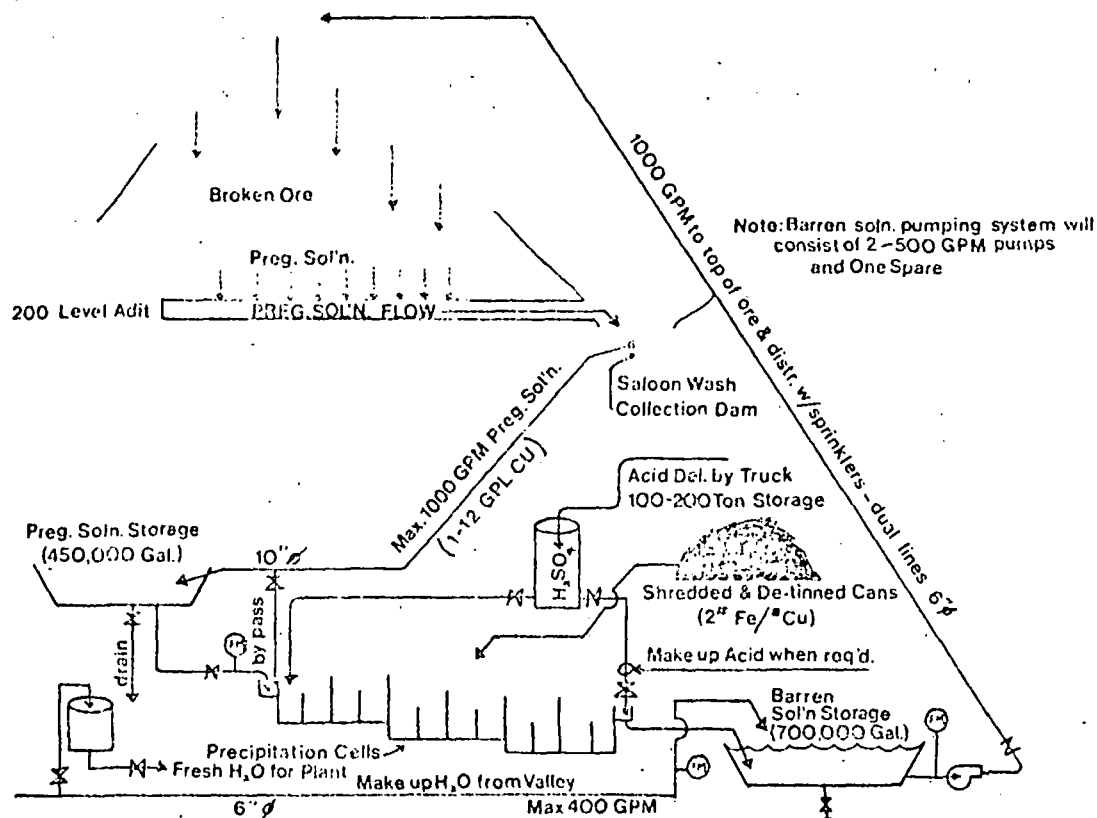 Broken Ore
Preg. Sol'n.
200 Level Adit
PREG. SOL'N FLOW
1000 GPM to top of ore & distr. w/sprinklers - dual lines 6"ø
Note: Barren soln. pumping system will
consist of 2-500 GPM pumps
and One Spare
Saloon Wash
Collection Dam
Max. 1000 GPM Preg. Sol'n.
(1-12 GPL CU)
Acid Del. by Truck
100-200 Ton Storage
Preg. Soln. Storage
(450,000 Gal.)
10"ø
H₂SO₄
Shredded & De-tinned Cans
(2# Fe/#Cu)
by pass
drain
Make up Acid when req'd.
Barren
Sol'n Storage
(700,000 Gal.)
Precipitation Cells
Fresh H₂O for Plant
Make up H₂O from Valley
6"ø
Max 400 GPM